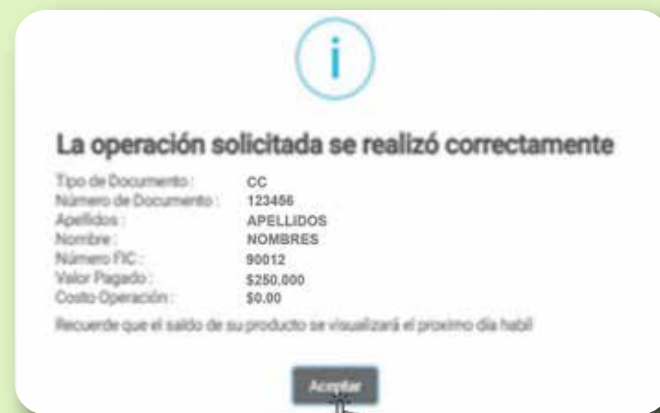 La operación solicitada se realizó correctamente
Tipo de Documento : CC
Número de Documento : 123456
Apellidos : APELLIDOS
Nombre : NOMBRES
Número FIC : 90012
Valor Pagado : $250.000
Costo Operación : $0.00
Recuerde que el saldo de su producto se visualizará el proximo día habil
Aceptar